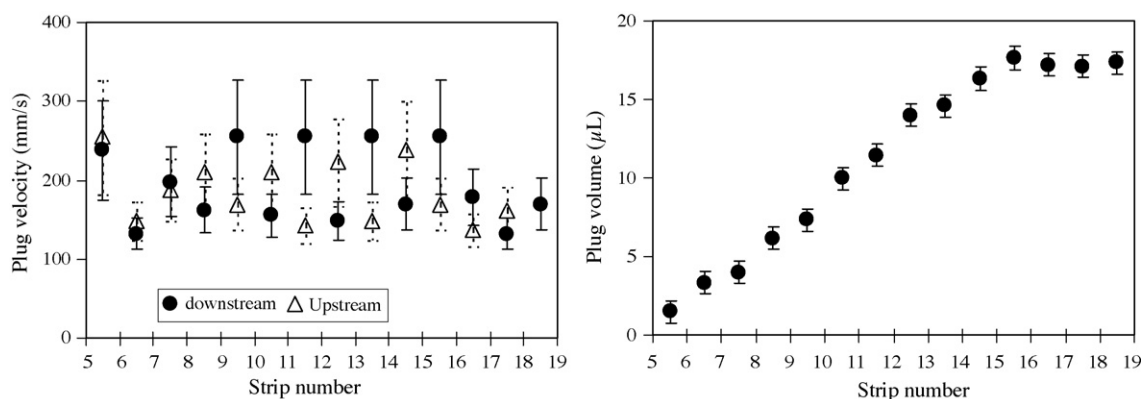 400
300
200
100
0
Plug velocity (mm/s)
downstream Upstream
5 6 7 8 9 10 11 12 13 14 15 16 17 18 19
Strip number
20
15
10
5
0
Plug volume (μL)
5 6 7 8 9 10 11 12 13 14 15 16 17 18 19
Strip number